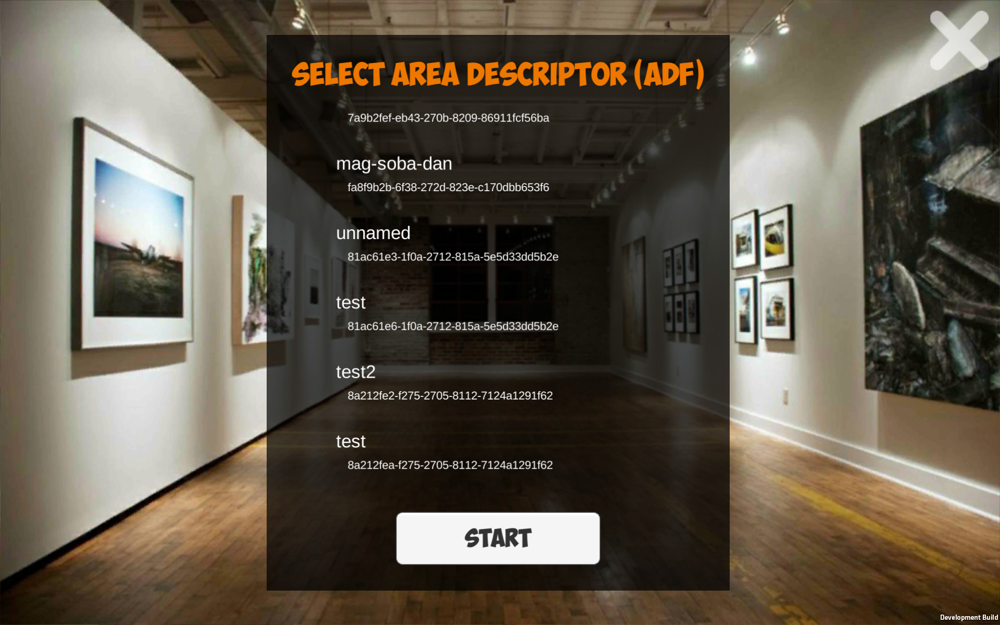 SELECT AREA DESCRIPTOR (ADF)
7a9b2fef-eb43-270b-8209-86911fcf56ba
mag-soba-dan
fa8f9b2b-6f38-272d-823e-c170dbb653f6
unnamed
81ac61e3-1f0a-2712-815a-5e5d33dd5b2e
test
81ac61e6-1f0a-2712-815a-5e5d33dd5b2e
test2
8a212fe2-f275-2705-8112-7124a1291f62
test
8a212fea-f275-2705-8112-7124a1291f62
START
Development Build